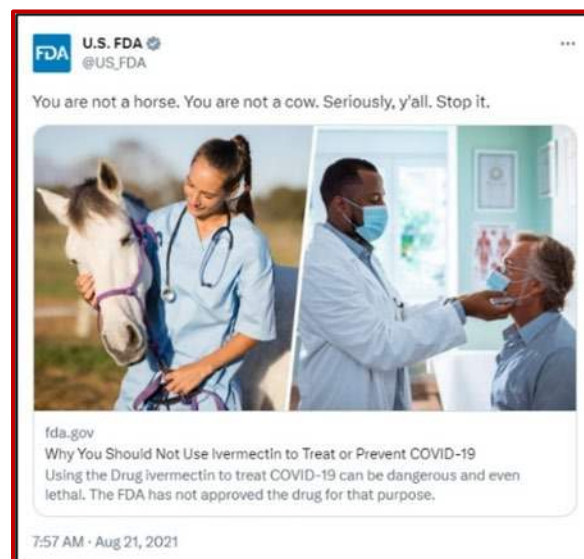 FDA
U.S. FDA
@US_FDA
You are not a horse. You are not a cow. Seriously, y'all. Stop it.
fda.gov
Why You Should Not Use Ivermectin to Treat or Prevent COVID-19
Using the Drug ivermectin to treat COVID-19 can be dangerous and even
lethal. The FDA has not approved the drug for that purpose.
7:57 AM · Aug 21, 2021